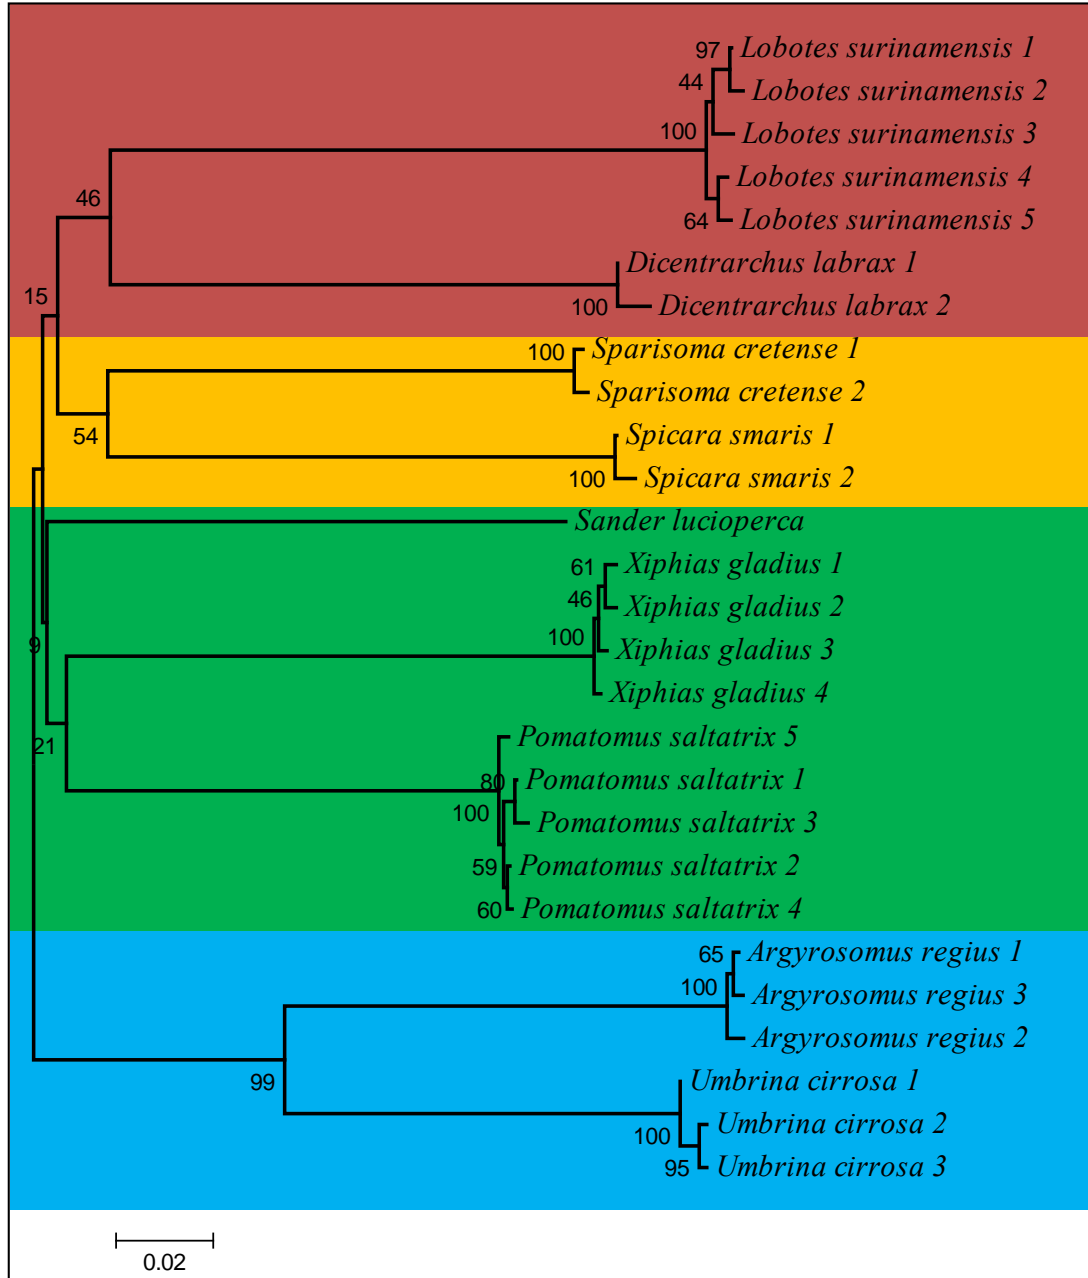 97
Lobotes surinamensis 1
44
Lobotes surinamensis 2
100
Lobotes surinamensis 3
Lobotes surinamensis 4
46
64
Lobotes surinamensis 5
Dicentrarchus labrax 1
15
100
Dicentrarchus labrax 2
100
Sparisoma cretense 1
Sparisoma cretense 2
54
Spicara smaris 1
100
Spicara smaris 2
Sander lucioperca
61
Xiphias gladius 1
46
Xiphias gladius 2
100
9
Xiphias gladius 3
Xiphias gladius 4
21
Pomatomus saltatrix 5
80
Pomatomus saltatrix 1
100
Pomatomus saltatrix 3
59
Pomatomus saltatrix 2
60
Pomatomus saltatrix 4
65
Argyrosomus regius 1
100
Argyrosomus regius 3
Argyrosomus regius 2
99
Umbrina cirrosa 1
100
Umbrina cirrosa 2
95
Umbrina cirrosa 3
0.02